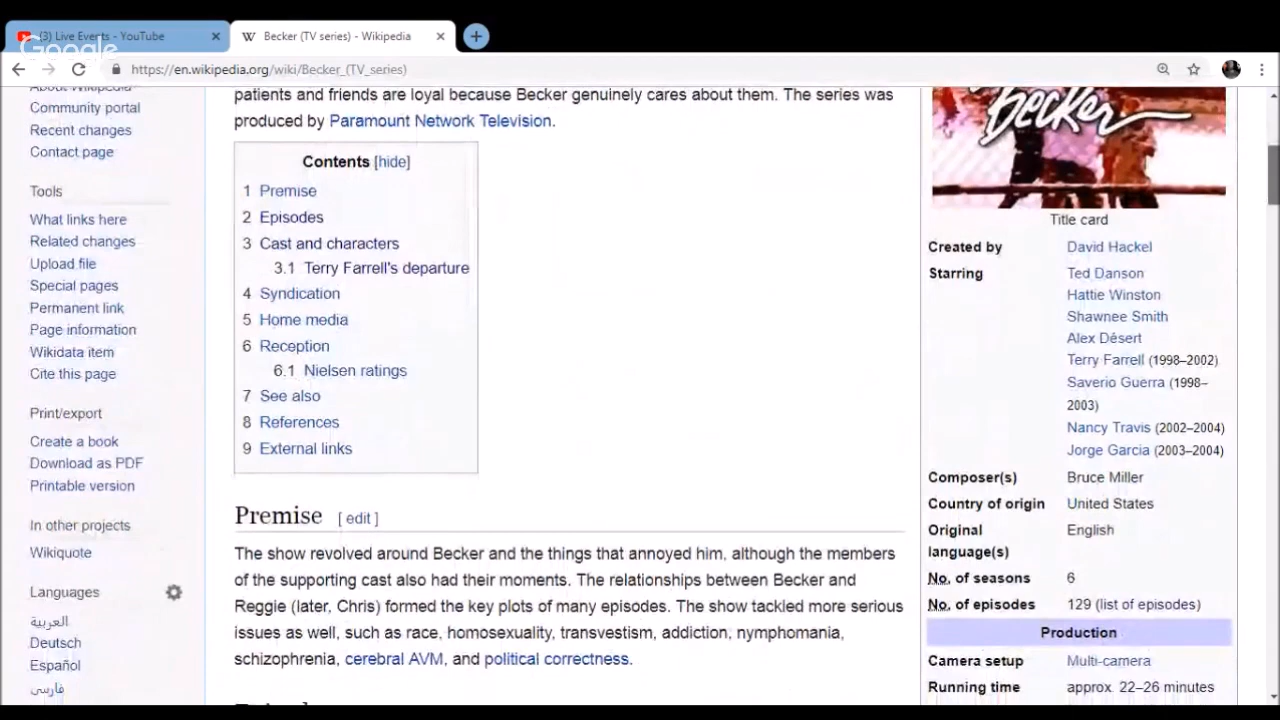 (3) Live Events - YouTube
Becker (TV series) - Wikipedia
Google
https://en.wikipedia.org/wiki/Becker_(TV_series)
About Wikipedia
Community portal
Recent changes
Contact page
Tools
What links here
Related changes
Upload file
Special pages
Permanent link
Page information
Wikidata item
Cite this page
Print/export
Create a book
Download as PDF
Printable version
In other projects
Wikiquote
Languages
العربية
Deutsch
Español
فارسی
patients and friends are loyal because Becker genuinely cares about them. The series was
produced by Paramount Network Television.
Contents [hide]
1 Premise
2 Episodes
3 Cast and characters
3.1 Terry Farrell's departure
4 Syndication
5 Home media
6 Reception
6.1 Nielsen ratings
7 See also
8 References
9 External links
Premise [ edit ]
The show revolved around Becker and the things that annoyed him, although the members
of the supporting cast also had their moments. The relationships between Becker and
Reggie (later, Chris) formed the key plots of many episodes. The show tackled more serious
issues as well, such as race, homosexuality, transvestism, addiction, nymphomania,
schizophrenia, cerebral AVM, and political correctness.
Becker
Title card
Created by David Hackel
Starring Ted Danson
Hattie Winston
Shawnee Smith
Alex Désert
Terry Farrell (1998–2002)
Saverio Guerra (1998–
2003)
Nancy Travis (2002–2004)
Jorge Garcia (2003–2004)
Composer(s) Bruce Miller
Country of origin United States
Original English
language(s)
No. of seasons 6
No. of episodes 129 (list of episodes)
Production
Camera setup Multi-camera
Running time approx. 22–26 minutes